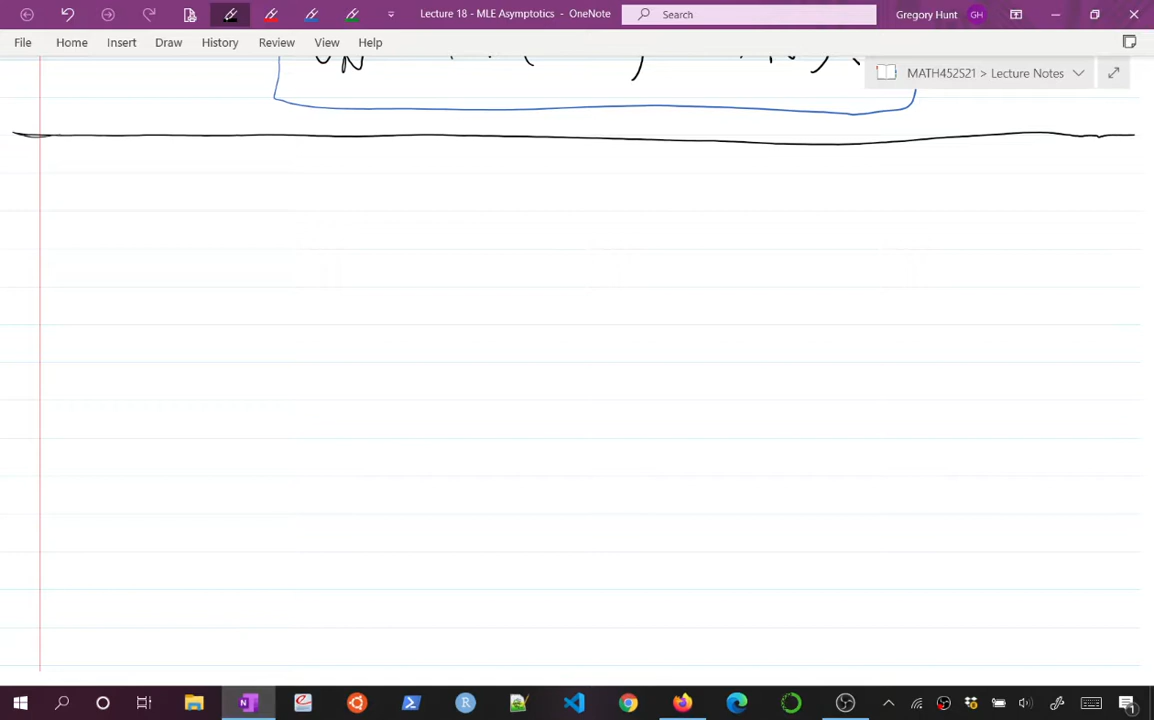 Lecture 18 - MLE Asymptotics - OneNote
Search
Gregory Hunt
GH
File
Home
Insert
Draw
History
Review
View
Help
MATH452S21 > Lecture Notes